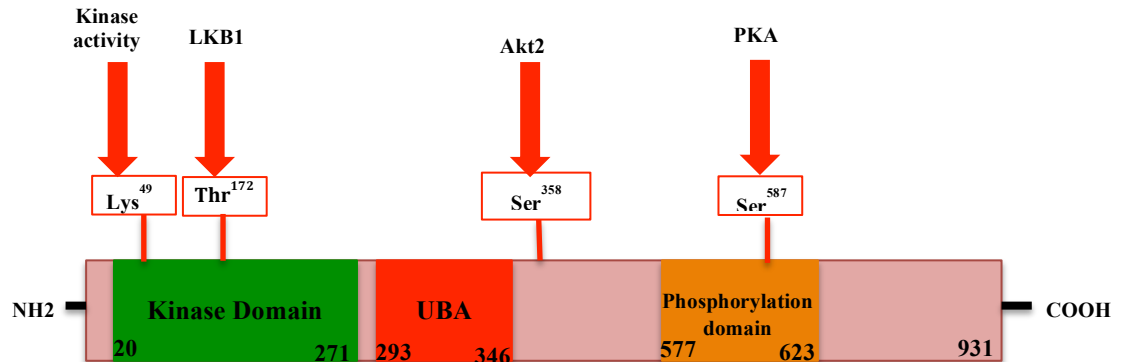 Kinase
activity
LKB1
Akt2
PKA
Lys49
Thr172
Ser358
Ser587
NH2
Kinase Domain
UBA
Phosphorylation
domain
COOH
20
271
293
346
577
623
931